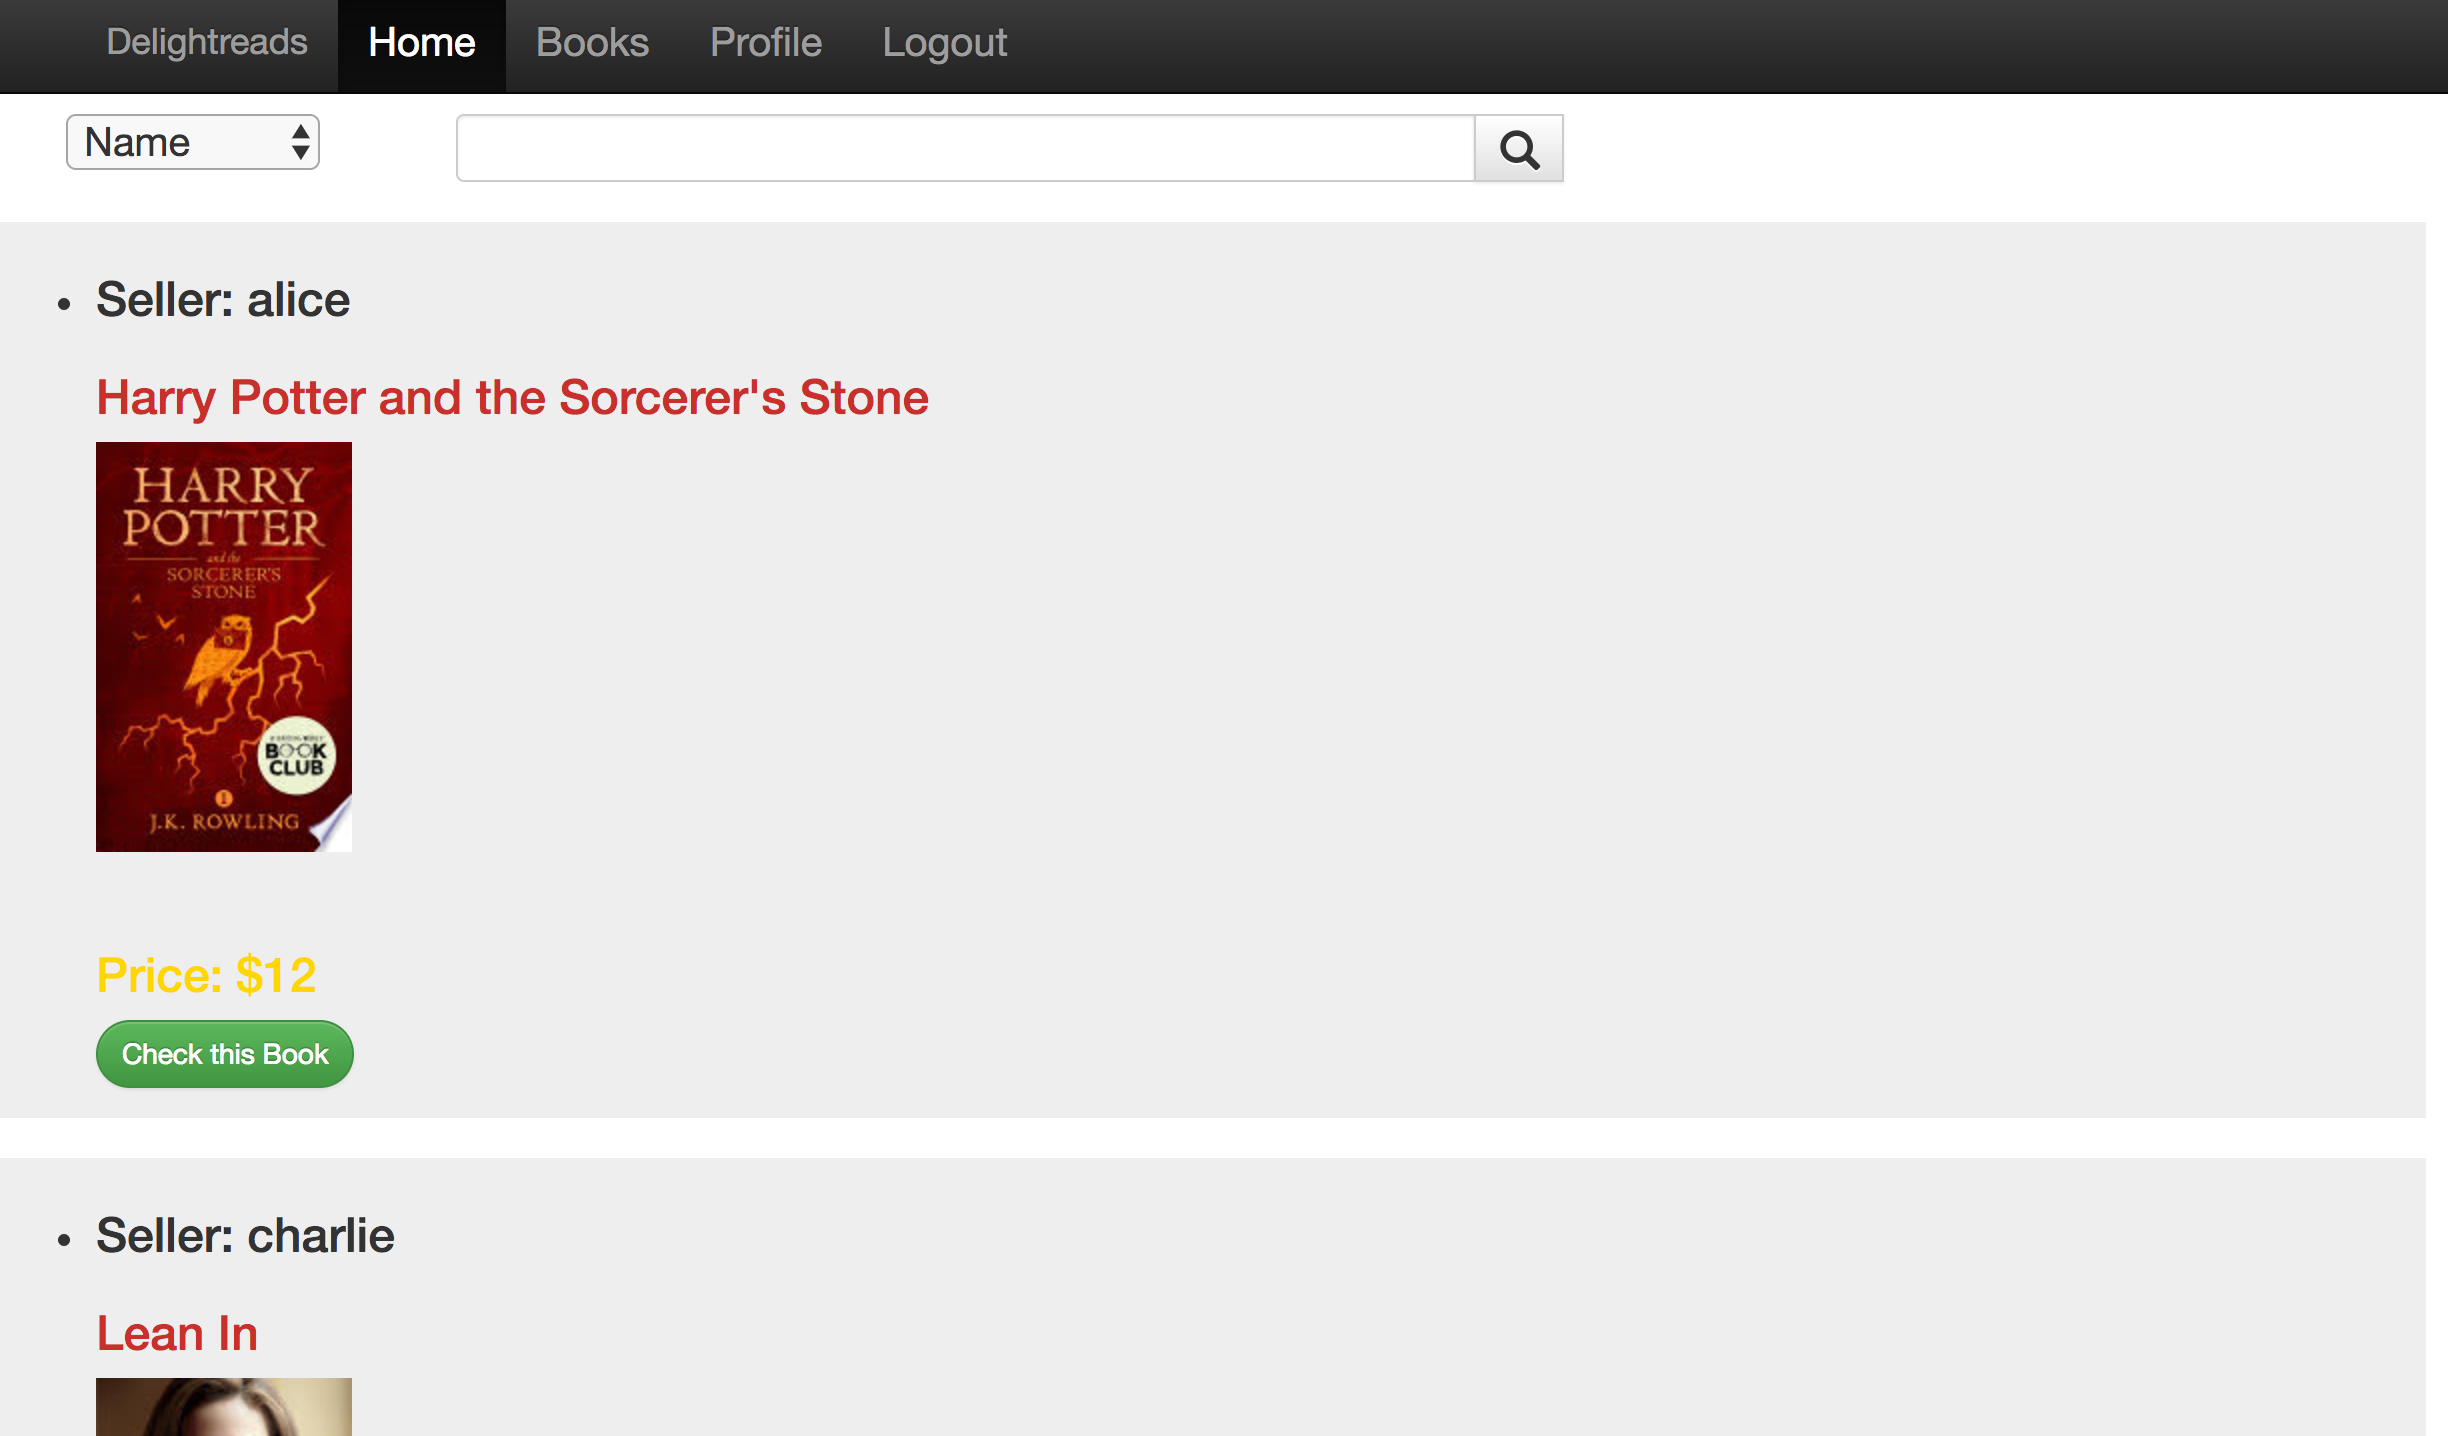 Delightreads Home Books Profile Logout
Name
Seller: alice
Harry Potter and the Sorcerer's Stone
HARRY
POTTER
and the
SORCERER'S
STONE
BOOK
CLUB
1
J.K. ROWLING
Price: $12
Check this Book
Seller: charlie
Lean In